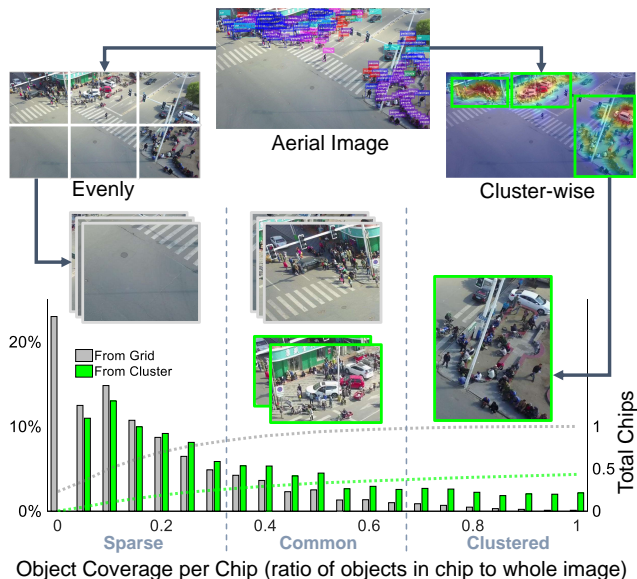 Aerial Image
Evenly
Cluster-wise
20%
10%
0%
From Grid
From Cluster
1
0.5
0
Total Chips
0 0.2 0.4 0.6 0.8 1
Sparse Common Clustered
Object Coverage per Chip (ratio of objects in chip to whole image)